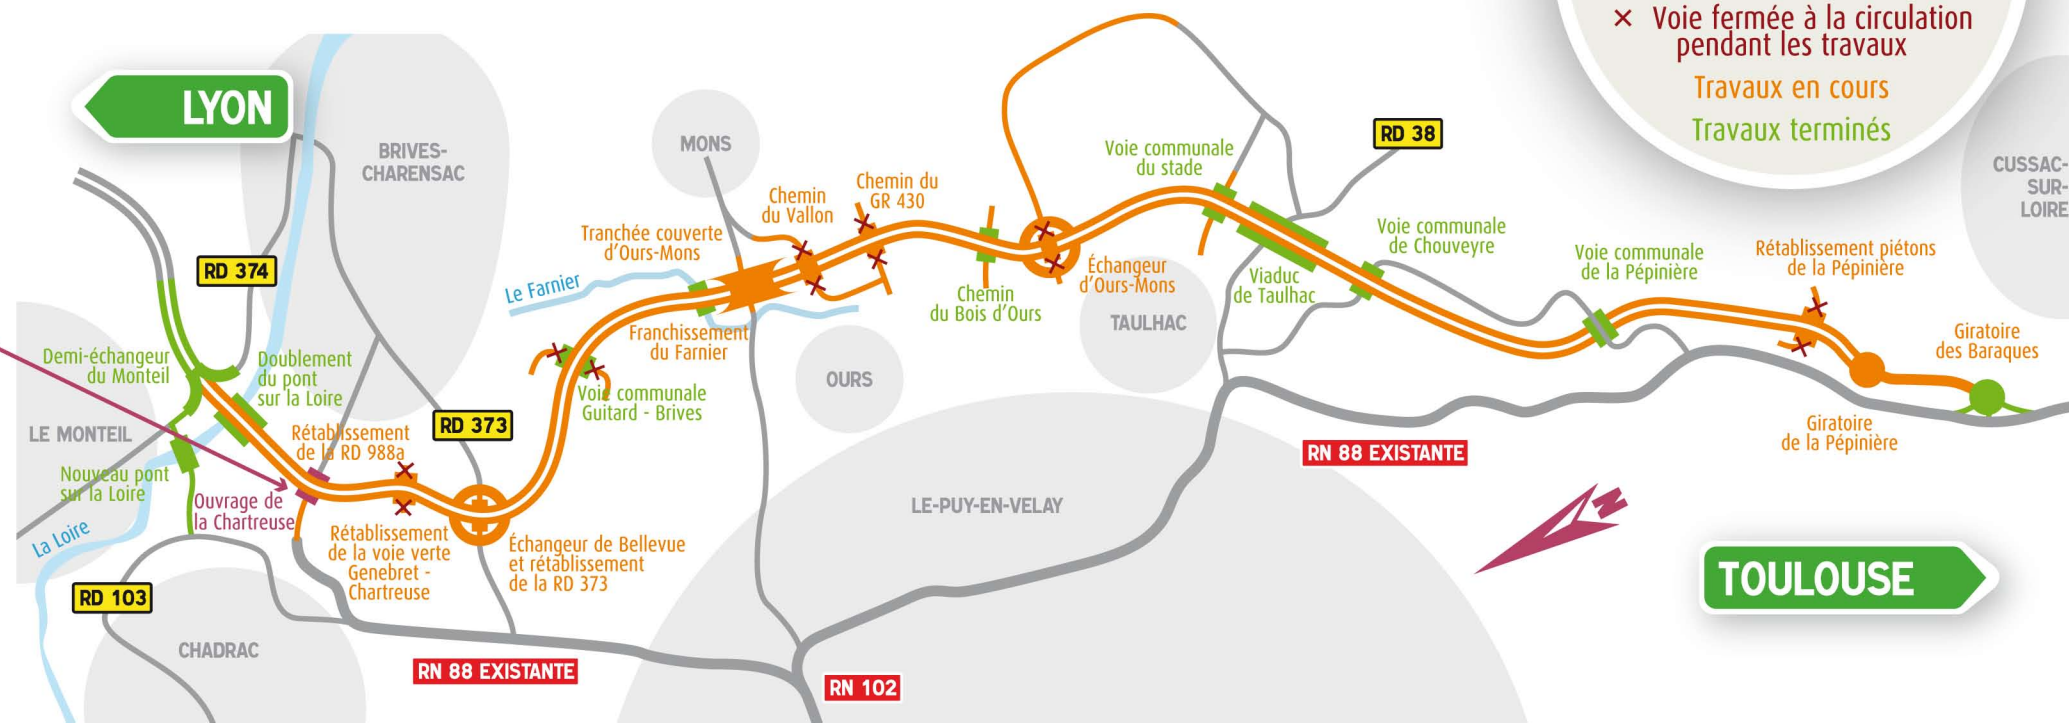 × Voie fermée à la circulation
pendant les travaux
Travaux en cours
Travaux terminés
LYON
BRIVES-
CHARENSAC
MONS
Chemin
du Vallon
Chemin du
GR 430
Tranchée couverte
d'Ours-Mons
Le Farnier
RD 374
Voie communale
du stade
RD 38
CUSSAC-
SUR-
LOIRE
Voie communale
de Chouveyre
Voie communale
de la Pépinière
Rétablissement piétons
de la Pépinière
Échangeur
d'Ours-Mons
Viaduc
de Taulhac
Chemin
du Bois d'Ours
TAULHAC
Giratoire
des Baraques
Franchissement
du Farnier
Demi-échangeur
du Monteil
Doublement
du pont
sur la Loire
OURS
Voie communale
Guitard - Brives
LE MONTEIL
Rétablissement
de la RD 988a
RD 373
Giratoire
de la Pépinière
RN 88 EXISTANTE
Nouveau pont
sur la Loire
Ouvrage de
la Chartreuse
LE-PUY-EN-VELAY
N
La Loire
Rétablissement
de la voie verte
Genebret -
Chartreuse
Échangeur de Bellevue
et rétablissement
de la RD 373
TOULOUSE
RD 103
CHADRAC
RN 88 EXISTANTE
RN 102